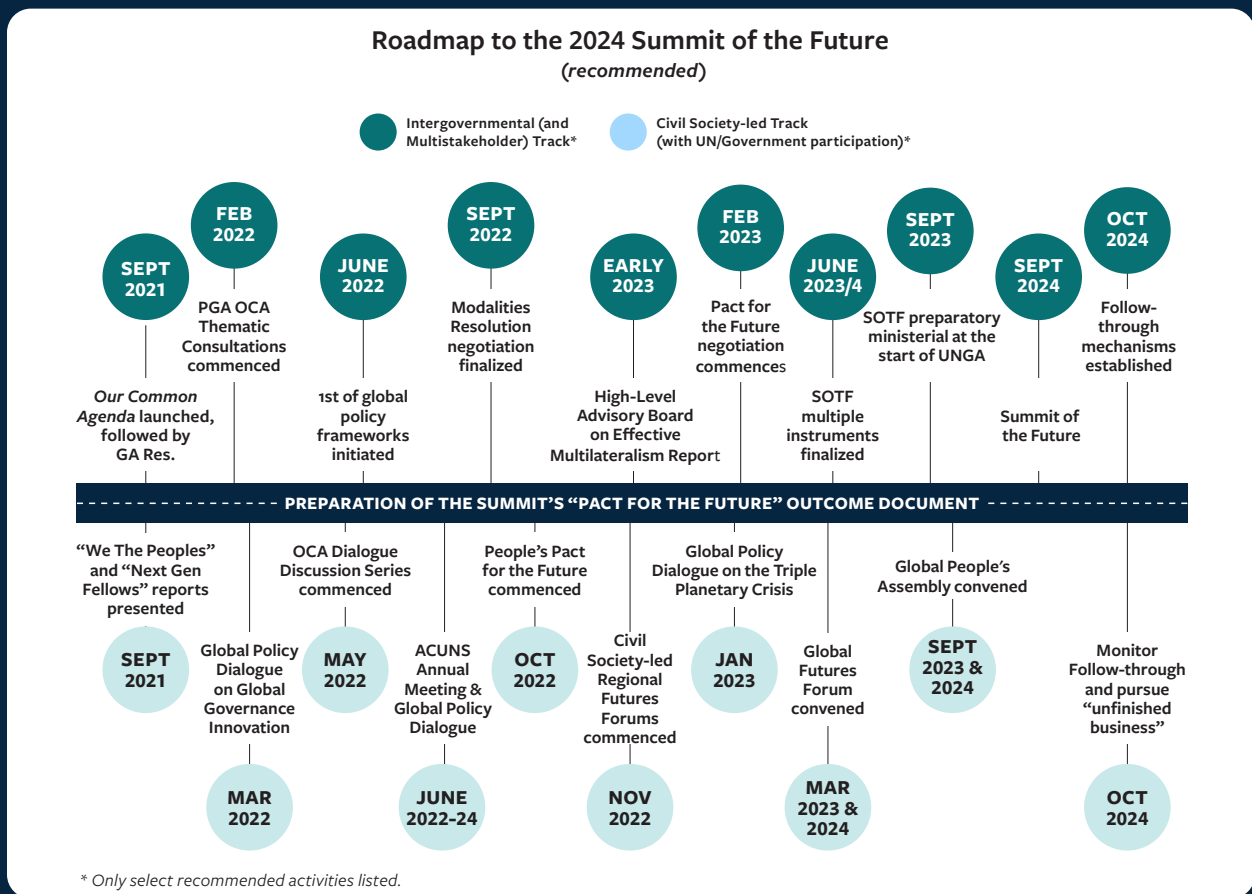 Roadmap to the 2024 Summit of the Future
(recommended)
Intergovernmental (and
Multistakeholder) Track*
Civil Society-led Track
(with UN/Government participation)*
SEPT
2021
Our Common
Agenda launched,
followed by
GA Res.
FEB
2022
PGA OCA
Thematic
Consultations
commenced
JUNE
2022
1st of global
policy
frameworks
initiated
SEPT
2022
Modalities
Resolution
negotiation
finalized
EARLY
2023
High-Level
Advisory Board
on Effective
Multilateralism Report
FEB
2023
Pact for
the Future
negotiation
commences
JUNE
2023/4
SOTF
multiple
instruments
finalized
SEPT
2023
SOTF preparatory
ministerial at the
start of UNGA
SEPT
2024
Summit of
the Future
OCT
2024
Follow-
through
mechanisms
established
PREPARATION OF THE SUMMIT'S “PACT FOR THE FUTURE” OUTCOME DOCUMENT
“We The Peoples”
and “Next Gen
Fellows” reports
presented
SEPT
2021
Global Policy
Dialogue
on Global
Governance
Innovation
MAR
2022
OCA Dialogue
Discussion Series
commenced
MAY
2022
ACUNS
Annual
Meeting &
Global Policy
Dialogue
JUNE
2022–24
People's Pact
for the Future
commenced
OCT
2022
Civil
Society-led
Regional
Futures
Forums
commenced
NOV
2022
Global Policy
Dialogue on the Triple
Planetary Crisis
JAN
2023
Global
Futures
Forum
convened
MAR
2023 &
2024
Global People's
Assembly convened
SEPT
2023 &
2024
Monitor
Follow-through
and pursue
“unfinished
business”
OCT
2024
* Only select recommended activities listed.